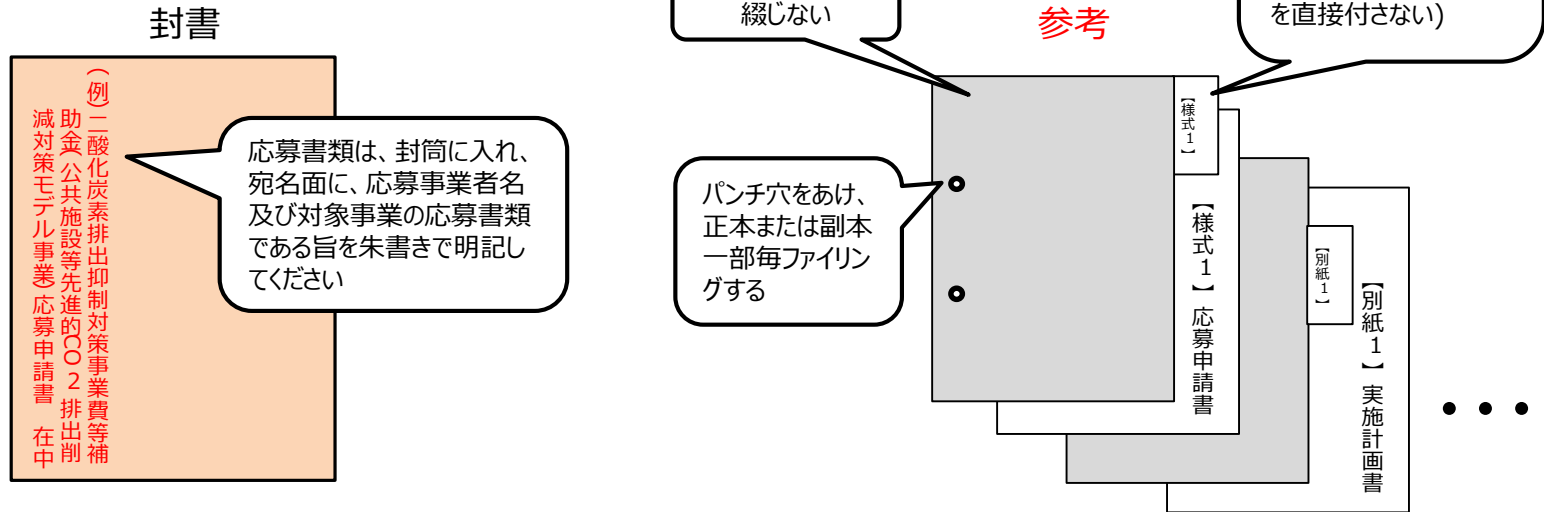 封書
(例)二酸化炭素排出抑制対策事業費等補
助金(公共施設等先進的CO2排出削
減対策モデル事業)応募申請書 在中
応募書類は、封筒に入れ、
宛名面に、応募事業者名
及び対象事業の応募書類
である旨を朱書きで明記し
てください
綴じない
参考
を直接付さない)
パンチ穴をあけ、
正本または副本
一部毎ファイリン
グする
【様式1】
【様式1】応募申請書
【別紙1】
【別紙1】実施計画書
・・・